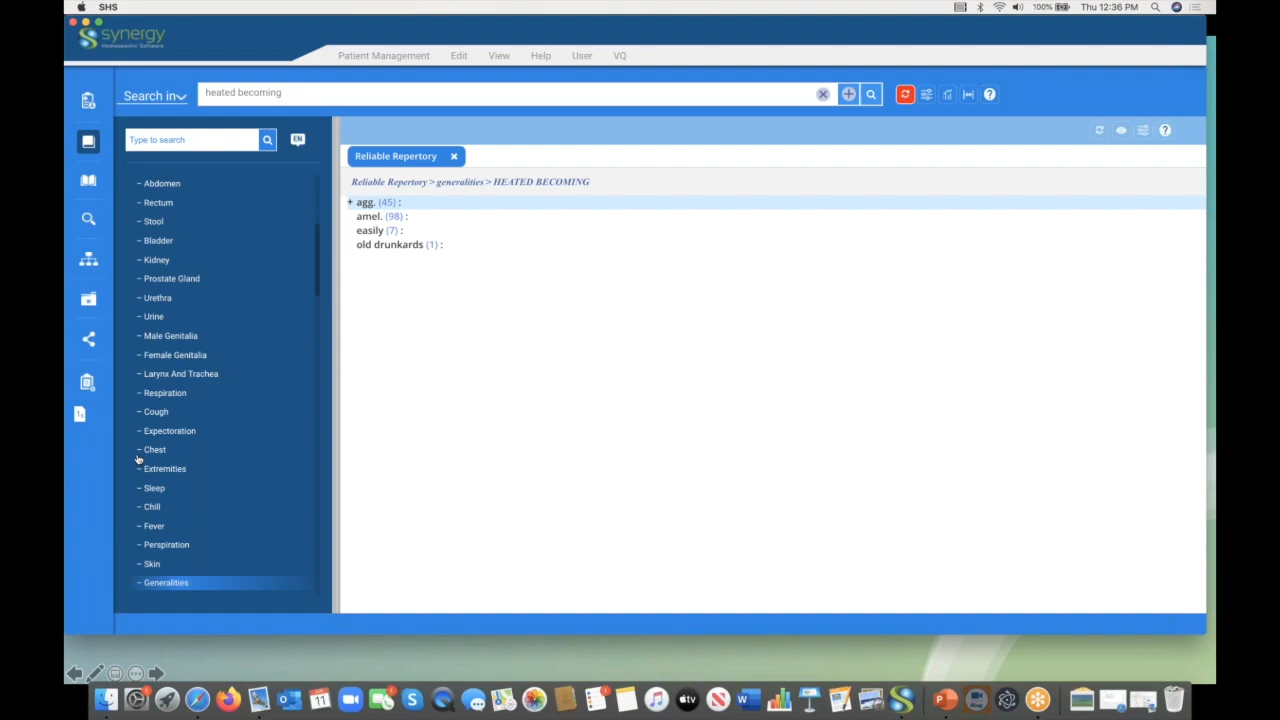 SHS
100%
Thu 12:36 PM
synergy
Homeopathic Software
Patient Management
Edit
View
Help
User
VQ
Search in
heated becoming
Type to search
EN
Reliable Repertory
Reliable Repertory > generalities > HEATED BECOMING
+ agg. (45) :
amel. (98) :
easily (7) :
old drunkards (1) :
– Abdomen
– Rectum
– Stool
– Bladder
– Kidney
– Prostate Gland
– Urethra
– Urine
– Male Genitalia
– Female Genitalia
– Larynx And Trachea
– Respiration
– Cough
– Expectoration
– Chest
– Extremities
– Sleep
– Chill
– Fever
– Perspiration
– Skin
– Generalities